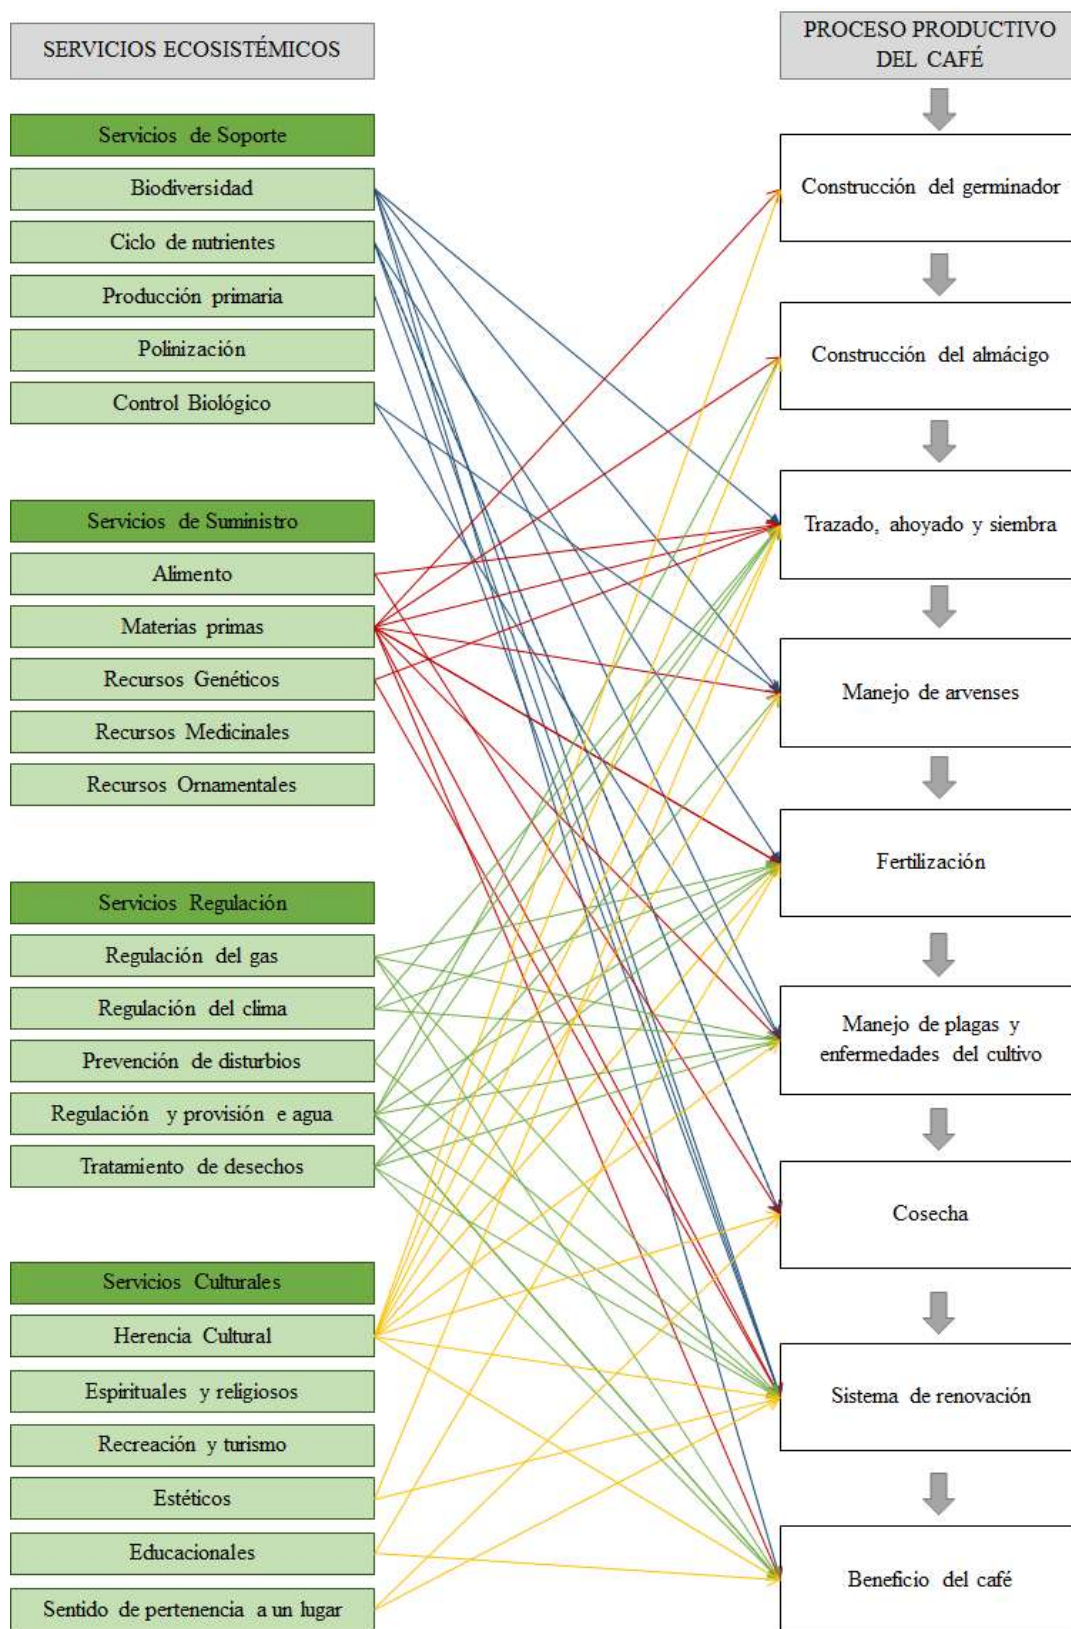 SERVICIOS ECOSISTÉMICOS
Servicios de Soporte
Biodiversidad
Ciclo de nutrientes
Producción primaria
Polinización
Control Biológico
Servicios de Suministro
Alimento
Materias primas
Recursos Genéticos
Recursos Medicinales
Recursos Ornamentales
Servicios Regulación
Regulación del gas
Regulación del clima
Prevención de disturbios
Regulación y provisión e agua
Tratamiento de desechos
Servicios Culturales
Herencia Cultural
Espirituales y religiosos
Recreación y turismo
Estéticos
Educacionales
Sentido de pertenencia a un lugar
PROCESO PRODUCTIVO
DEL CAFÉ
Construcción del germinador
Construcción del almácigo
Trazado, ahoyado y siembra
Manejo de arvenses
Fertilización
Manejo de plagas y
enfermedades del cultivo
Cosecha
Sistema de renovación
Beneficio del café